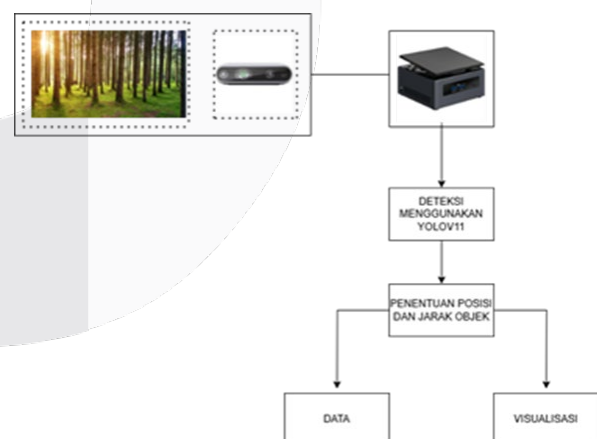 DETEKSI
MENGGUNAKAN
YOLOV11
PENENTUAN POSISI
DAN JARAK OBJEK
DATA
VISUALISASI